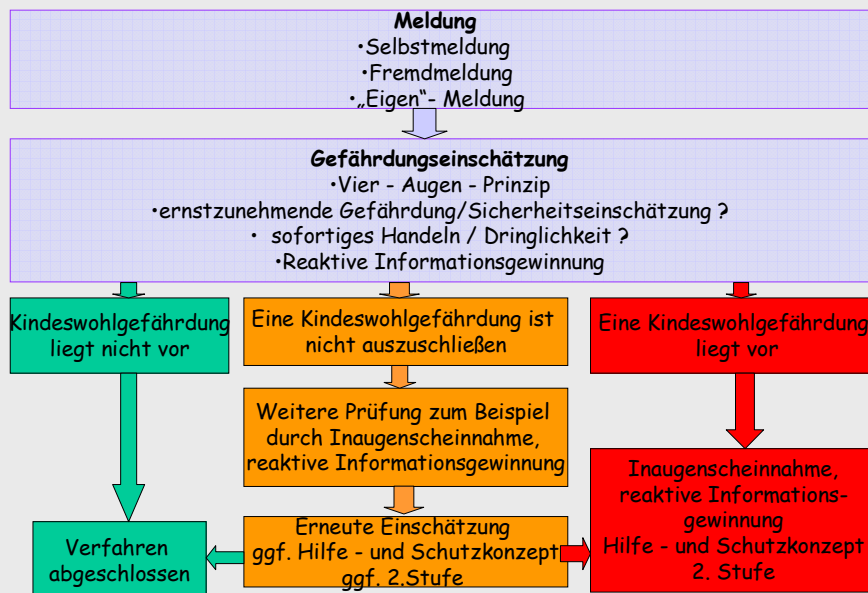 Meldung
•Selbstmeldung
•Fremdmeldung
•„Eigen“- Meldung
Gefährdungseinschätzung
•Vier - Augen - Prinzip
•ernstzunehmende Gefährdung/Sicherheitseinschätzung ?
• sofortiges Handeln / Dringlichkeit ?
•Reaktive Informationsgewinnung
Kindeswohlgefährdung
liegt nicht vor
Eine Kindeswohlgefährdung ist
nicht auszuschließen
Eine Kindeswohlgefährdung
liegt vor
Weitere Prüfung zum Beispiel
durch Inaugenscheinnahme,
reaktive Informationsgewinnung
Inaugenscheinnahme,
reaktive Informations-
gewinnung
Hilfe - und Schutzkonzept
2. Stufe
Erneute Einschätzung
ggf. Hilfe - und Schutzkonzept
ggf. 2.Stufe
Verfahren
abgeschlossen